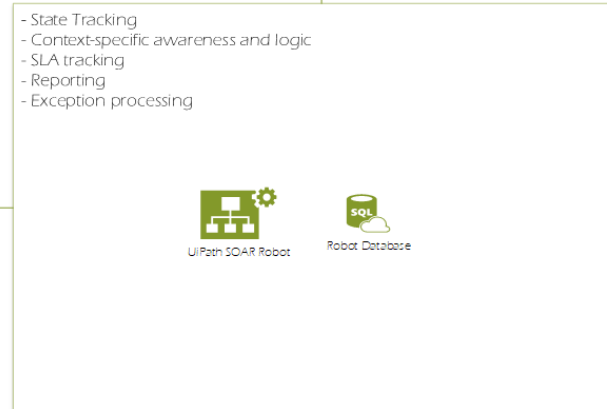 - State Tracking
- Context-specific awareness and logic
- SLA tracking
- Reporting
- Exception processing
SQL
UiPath SOAR Robot
Robot Database